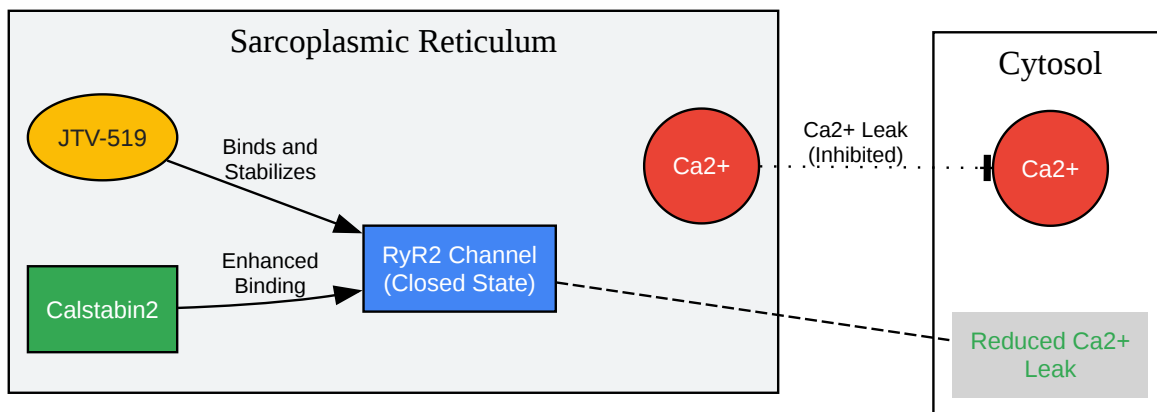 Sarcoplasmic Reticulum
JTV-519
Binds and
Stabilizes
Calstabin2
Enhanced
Binding
RyR2 Channel
(Closed State)
Ca2+
Ca2+ Leak
(Inhibited)
Cytosol
Ca2+
Reduced Ca2+
Leak